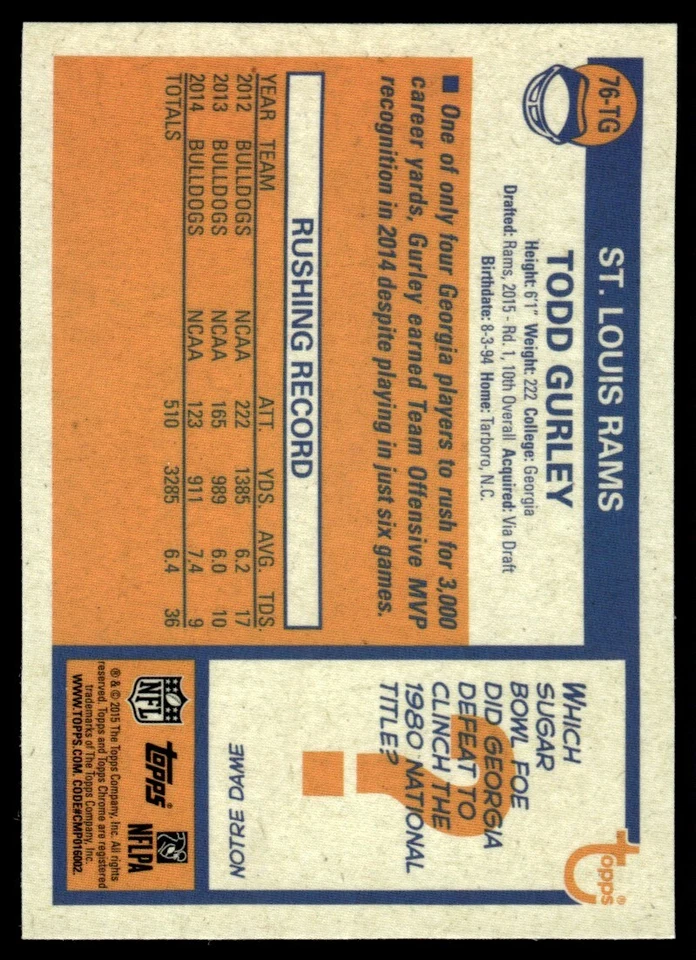 76-TG
ST. LOUIS RAMS
TODD GURLEY
Height: 6'1" Weight: 222 College: Georgia
Drafted: Rams, 2015 - Rd. 1, 10th Overall Acquired: Via Draft
Birthdate: 8-3-94 Home: Tarboro, N.C.
■ One of only four Georgia players to rush for 3,000
career yards, Gurley earned Team Offensive MVP
recognition in 2014 despite playing in just six games.
RUSHING RECORD
YEAR TEAM ATT. YDS. AVG. TDS.
2012 BULLDOGS NCAA 222 1385 6.2 17
2013 BULLDOGS NCAA 165 989 6.0 10
2014 BULLDOGS NCAA 123 911 7.4 9
TOTALS 510 3285 6.4 36
topps®
?
WHICH
SUGAR
BOWL FOE
DID GEORGIA
DEFEAT TO
CLINCH THE
1980 NATIONAL
TITLE?
NOTRE DAME
NFL topps NFLPA
® & © 2015 The Topps Company, Inc. All rights
reserved. Topps and Topps Chrome are registered
trademarks of The Topps Company, Inc.
WWW.TOPPS.COM. CODE#CMP016002.